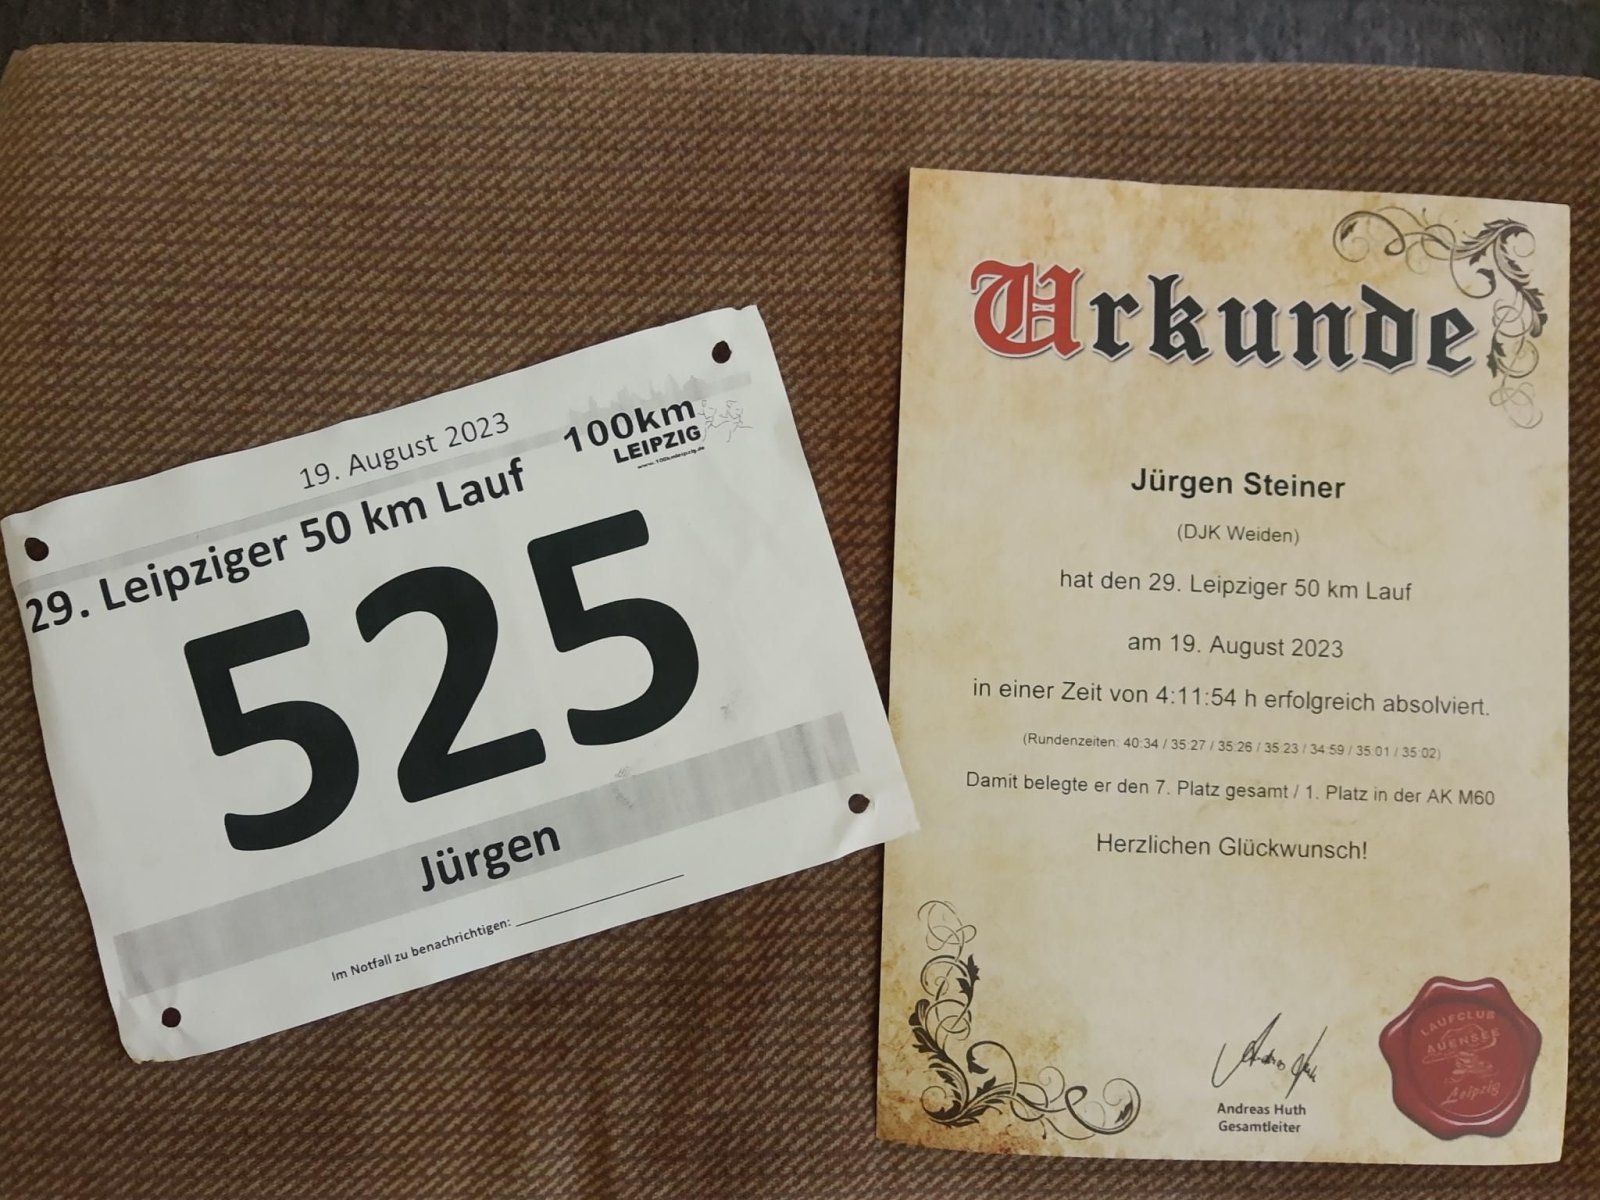 19. August 2023
100km
LEIPZIG
www.100kmleipzig.de
29. Leipziger 50 km Lauf
525
Jürgen
Im Notfall zu benachrichtigen:
Urkunde
Jürgen Steiner
(DJK Weiden)
hat den 29. Leipziger 50 km Lauf
am 19. August 2023
in einer Zeit von 4:11:54 h erfolgreich absolviert.
(Rundenzeiten: 40:34 / 35:27 / 35:26 / 35:23 / 34:59 / 35:01 / 35:02)
Damit belegte er den 7. Platz gesamt / 1. Platz in der AK M60
Herzlichen Glückwunsch!
Andreas Huth
Gesamtleiter
LAUFCLUB
AUENSEE
Leipzig